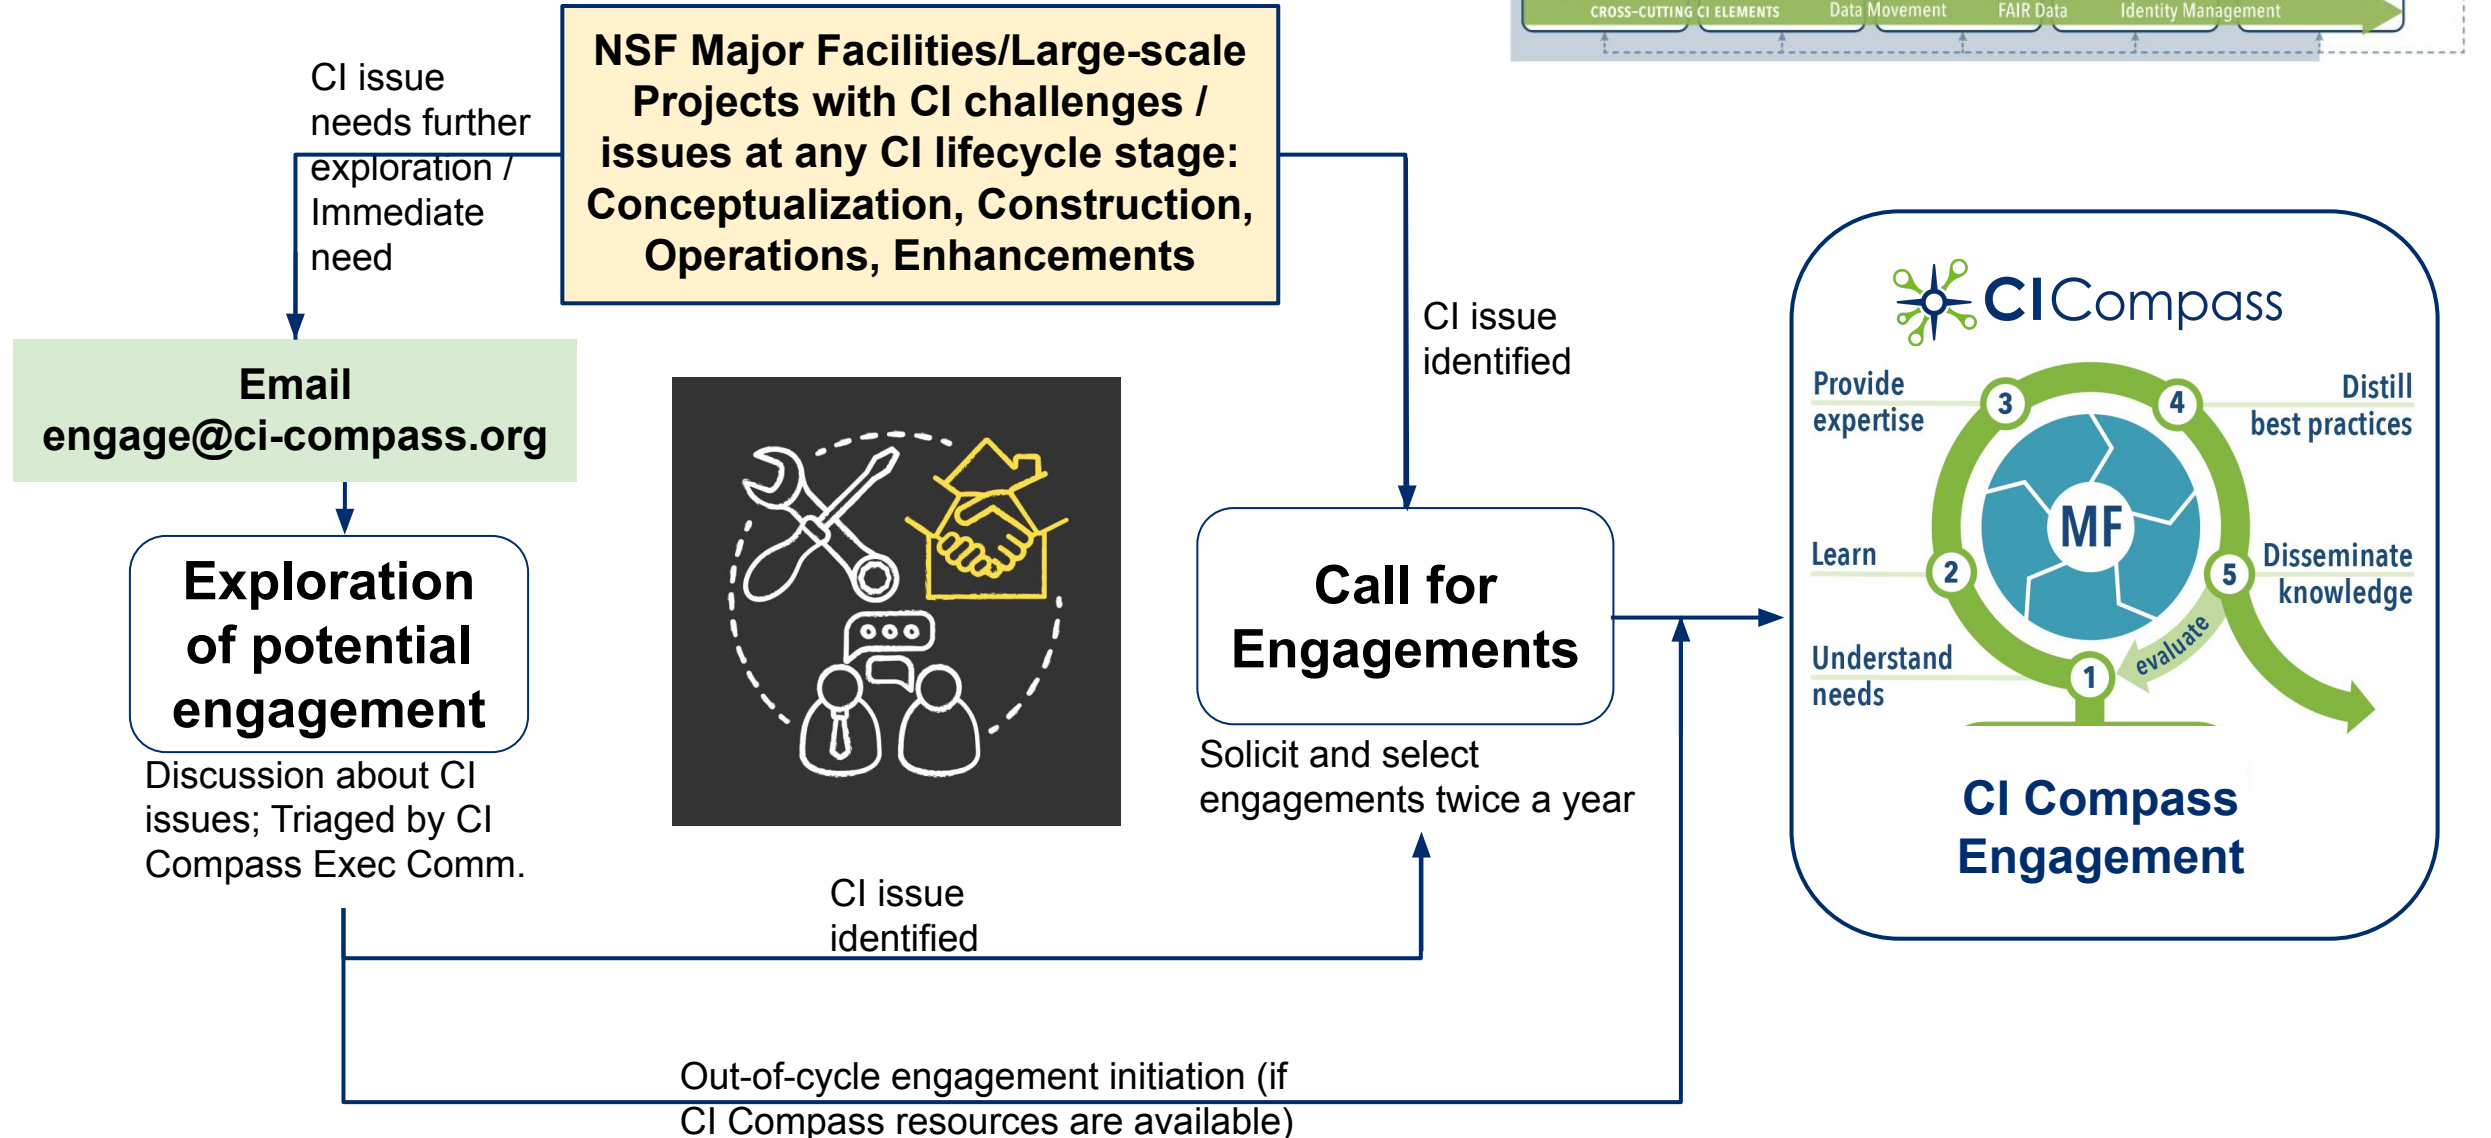 CROSS-CUTTING CI ELEMENTS Data Movement FAIR Data Identity Management
NSF Major Facilities/Large-scale
Projects with CI challenges /
issues at any CI lifecycle stage:
Conceptualization, Construction,
Operations, Enhancements
CI issue
needs further
exploration /
Immediate
need
CI issue
identified
Email
engage@ci-compass.org
Exploration
of potential
engagement
Discussion about CI
issues; Triaged by CI
Compass Exec Comm.
Call for
Engagements
Solicit and select
engagements twice a year
CI issue
identified
Out-of-cycle engagement initiation (if
CI Compass resources are available)
CICompass
Provide
expertise
3
4
Distill
best practices
MF
Learn
2
5
Disseminate
knowledge
Understand
needs
1
evaluate
CI Compass
Engagement